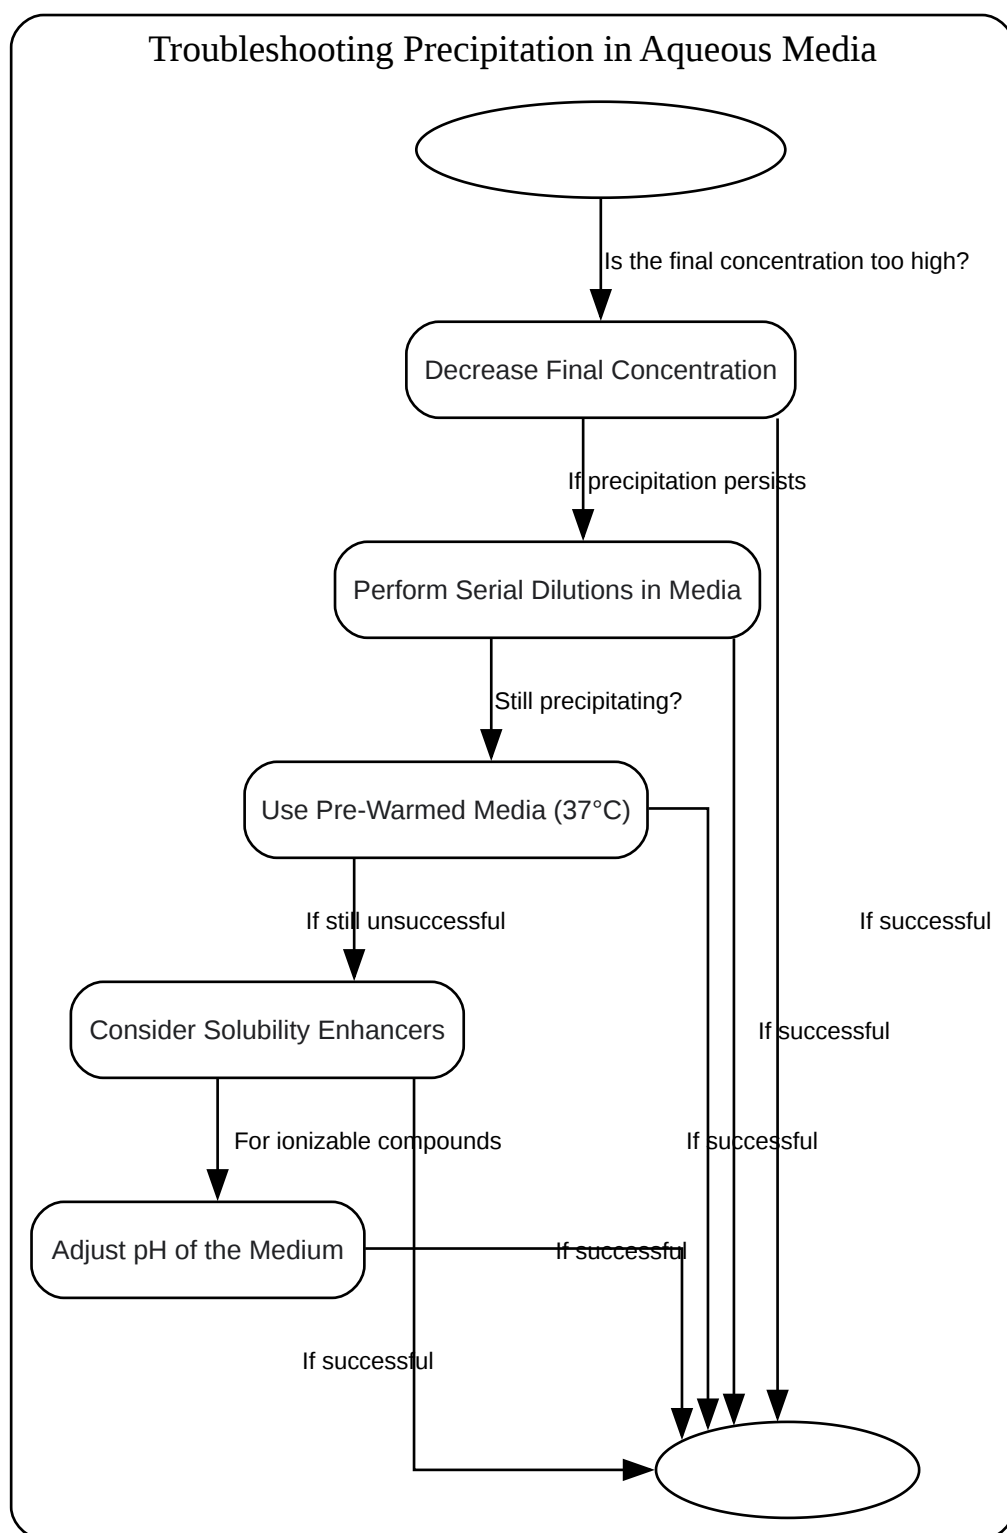 Troubleshooting Precipitation in Aqueous Media
Is the final concentration too high?
Decrease Final Concentration
If precipitation persists
Perform Serial Dilutions in Media
Still precipitating?
Use Pre-Warmed Media (37°C)
If still unsuccessful
If successful
Consider Solubility Enhancers
If successful
For ionizable compounds
If successful
Adjust pH of the Medium
If successful
If successful